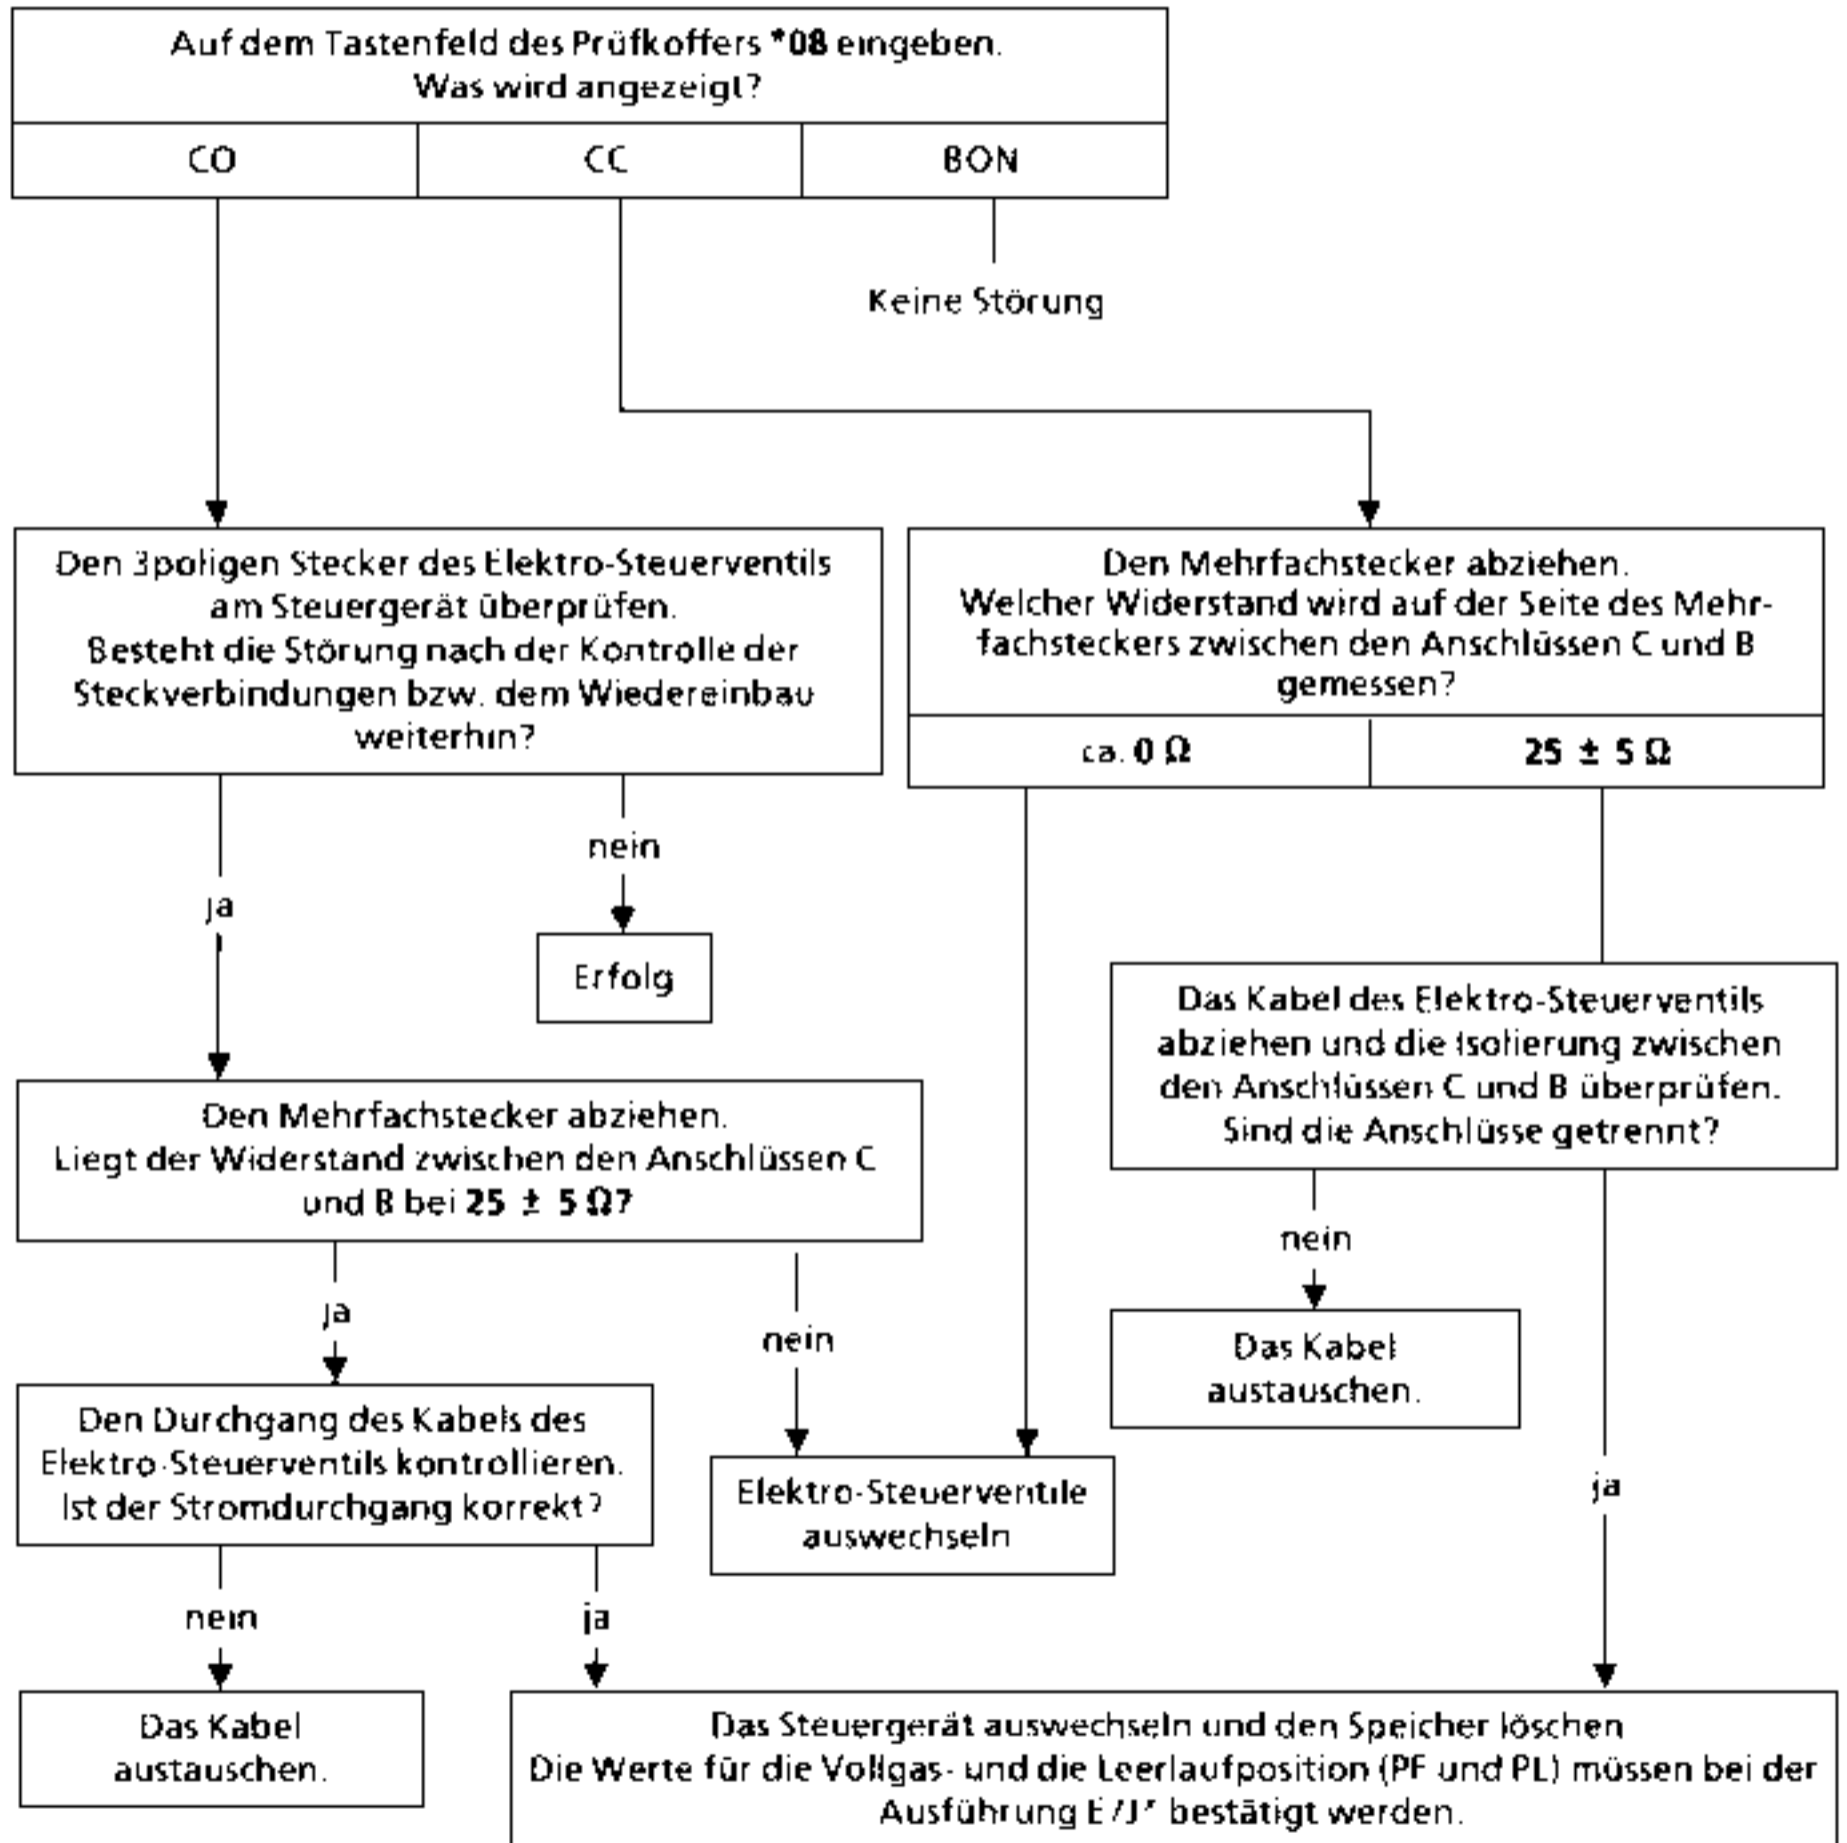 Auf dem Tastenfeld des Prüfkoffers *08 eingeben.
Was wird angezeigt?
CO
CC
BON
Keine Störung
Den 3poligen Stecker des Elektro-Steuerventils
am Steuergerät überprüfen.
Besteht die Störung nach der Kontrolle der
Steckverbindungen bzw. dem Wiedereinbau
weiterhin?
Den Mehrfachstecker abziehen.
Welcher Widerstand wird auf der Seite des Mehr-
fachsteckers zwischen den Anschlüssen C und B
gemessen?
ca. 0 Ω
25 ± 5 Ω
nein
ja
Erfolg
Das Kabel des Elektro-Steuerventils
abziehen und die Isolierung zwischen
den Anschlüssen C und B überprüfen.
Sind die Anschlüsse getrennt?
Den Mehrfachstecker abziehen.
Liegt der Widerstand zwischen den Anschlüssen C
und B bei 25 ± 5 Ω?
nein
ja
nein
Das Kabel
austauschen.
Den Durchgang des Kabels des
Elektro-Steuerventils kontrollieren.
Ist der Stromdurchgang korrekt?
Elektro-Steuerventile
auswechseln
ja
nein
ja
Das Kabel
austauschen.
Das Steuergerät auswechseln und den Speicher löschen
Die Werte für die Vollgas- und die Leerlaufposition (PF und PL) müssen bei der
Ausführung bestätigt werden.